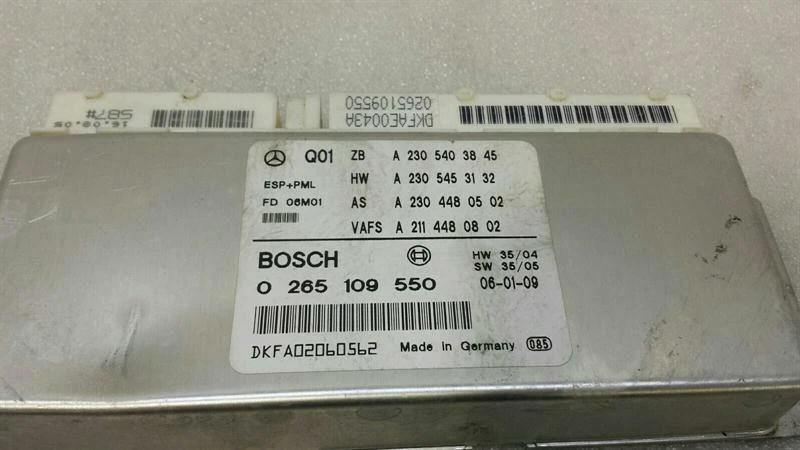 587#
16.09.05
DKFAE0043A
0265109550
Q01 ZB A 230 540 38 45
ESP+PML HW A 230 545 31 32
FD 06M01 AS A 230 448 05 02
VAFS A 211 448 08 02
BOSCH
HW 35/04
SW 35/05
0 265 109 550 06-01-09
DKFA02060562 Made in Germany 085